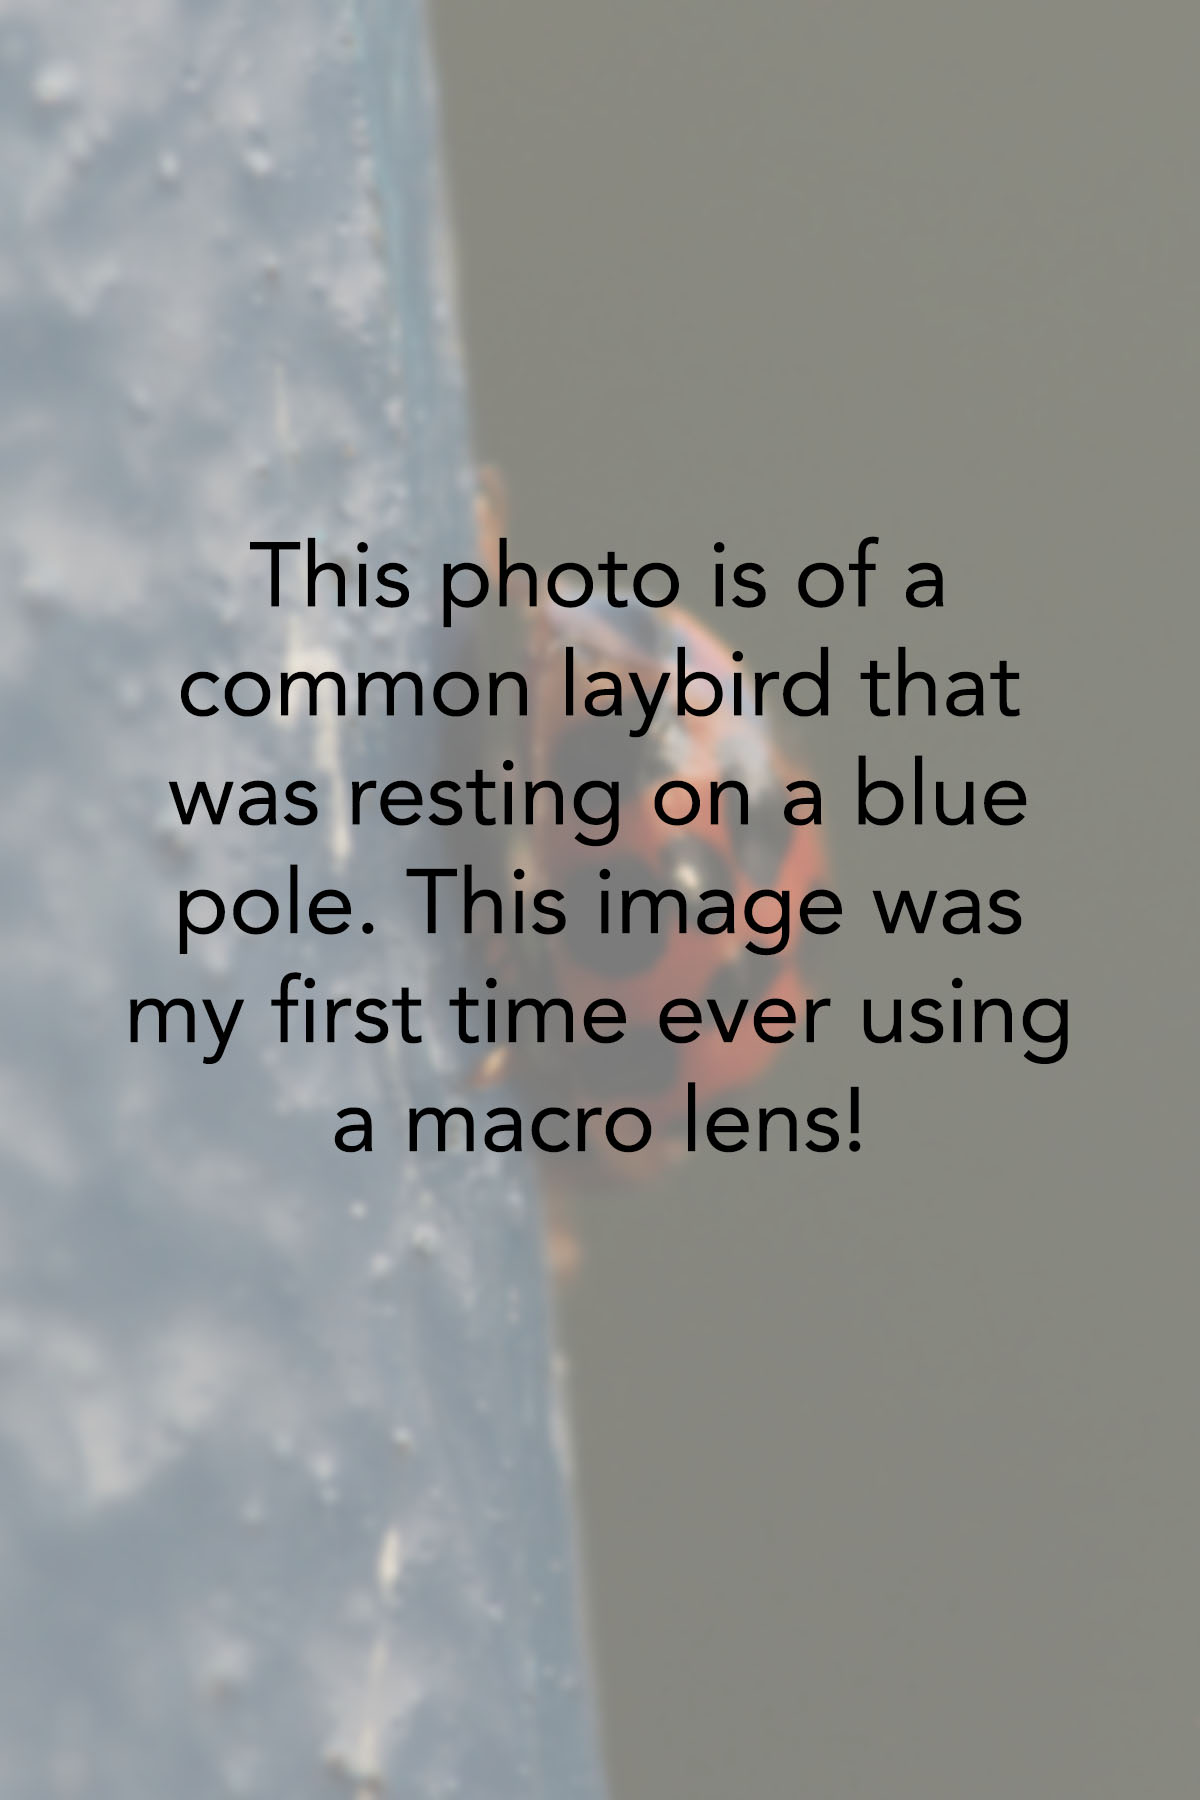 This photo is of a
common laybird that
was resting on a blue
pole. This image was
my first time ever using
a macro lens!